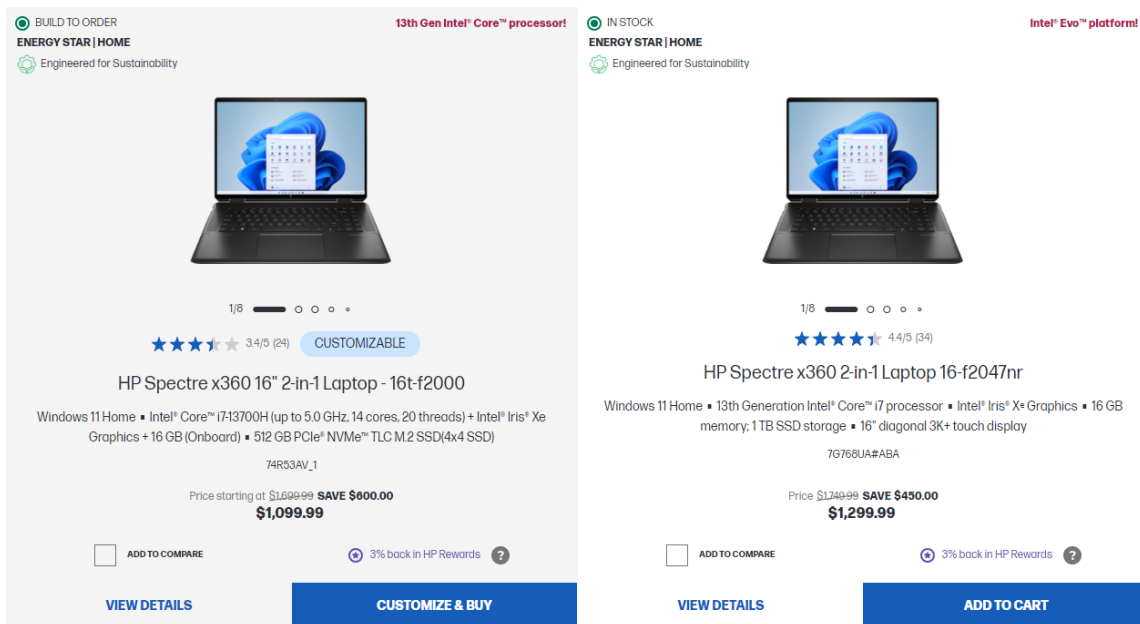 BUILD TO ORDER
13th Gen Intel® Core™ processor!
ENERGY STAR | HOME
Engineered for Sustainability
1/8
3.4/5 (24)
CUSTOMIZABLE
HP Spectre x360 16" 2-in-1 Laptop - 16t-f2000
Windows 11 Home ▪ Intel® Core™ i7-13700H (up to 5.0 GHz, 14 cores, 20 threads) + Intel® Iris® Xe
Graphics + 16 GB (Onboard) ▪ 512 GB PCIe® NVMe™ TLC M.2 SSD(4x4 SSD)
74R53AV_1
Price starting at $1,699.99 SAVE $600.00
$1,099.99
ADD TO COMPARE
3% back in HP Rewards ?
VIEW DETAILS
CUSTOMIZE & BUY
IN STOCK
Intel® Evo™ platform!
ENERGY STAR | HOME
Engineered for Sustainability
1/8
4.4/5 (34)
HP Spectre x360 2-in-1 Laptop 16-f2047nr
Windows 11 Home ▪ 13th Generation Intel® Core™ i7 processor ▪ Intel® Iris® Xᵉ Graphics ▪ 16 GB
memory; 1 TB SSD storage ▪ 16" diagonal 3K+ touch display
7G768UA#ABA
Price $1,749.99 SAVE $450.00
$1,299.99
ADD TO COMPARE
3% back in HP Rewards ?
VIEW DETAILS
ADD TO CART